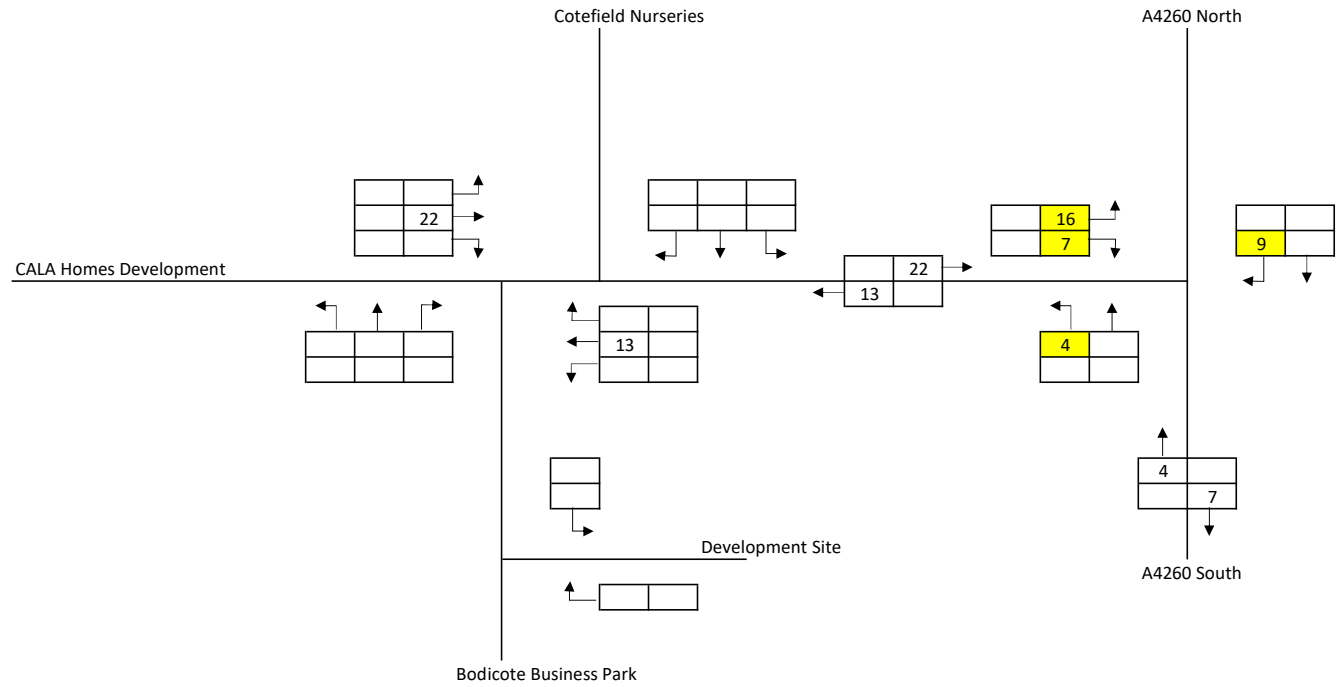 Cotefield Nurseries
A4260 North
22
16
7
9
CALA Homes Development
22
13
13
4
4
7
Development Site
A4260 South
Bodicote Business Park